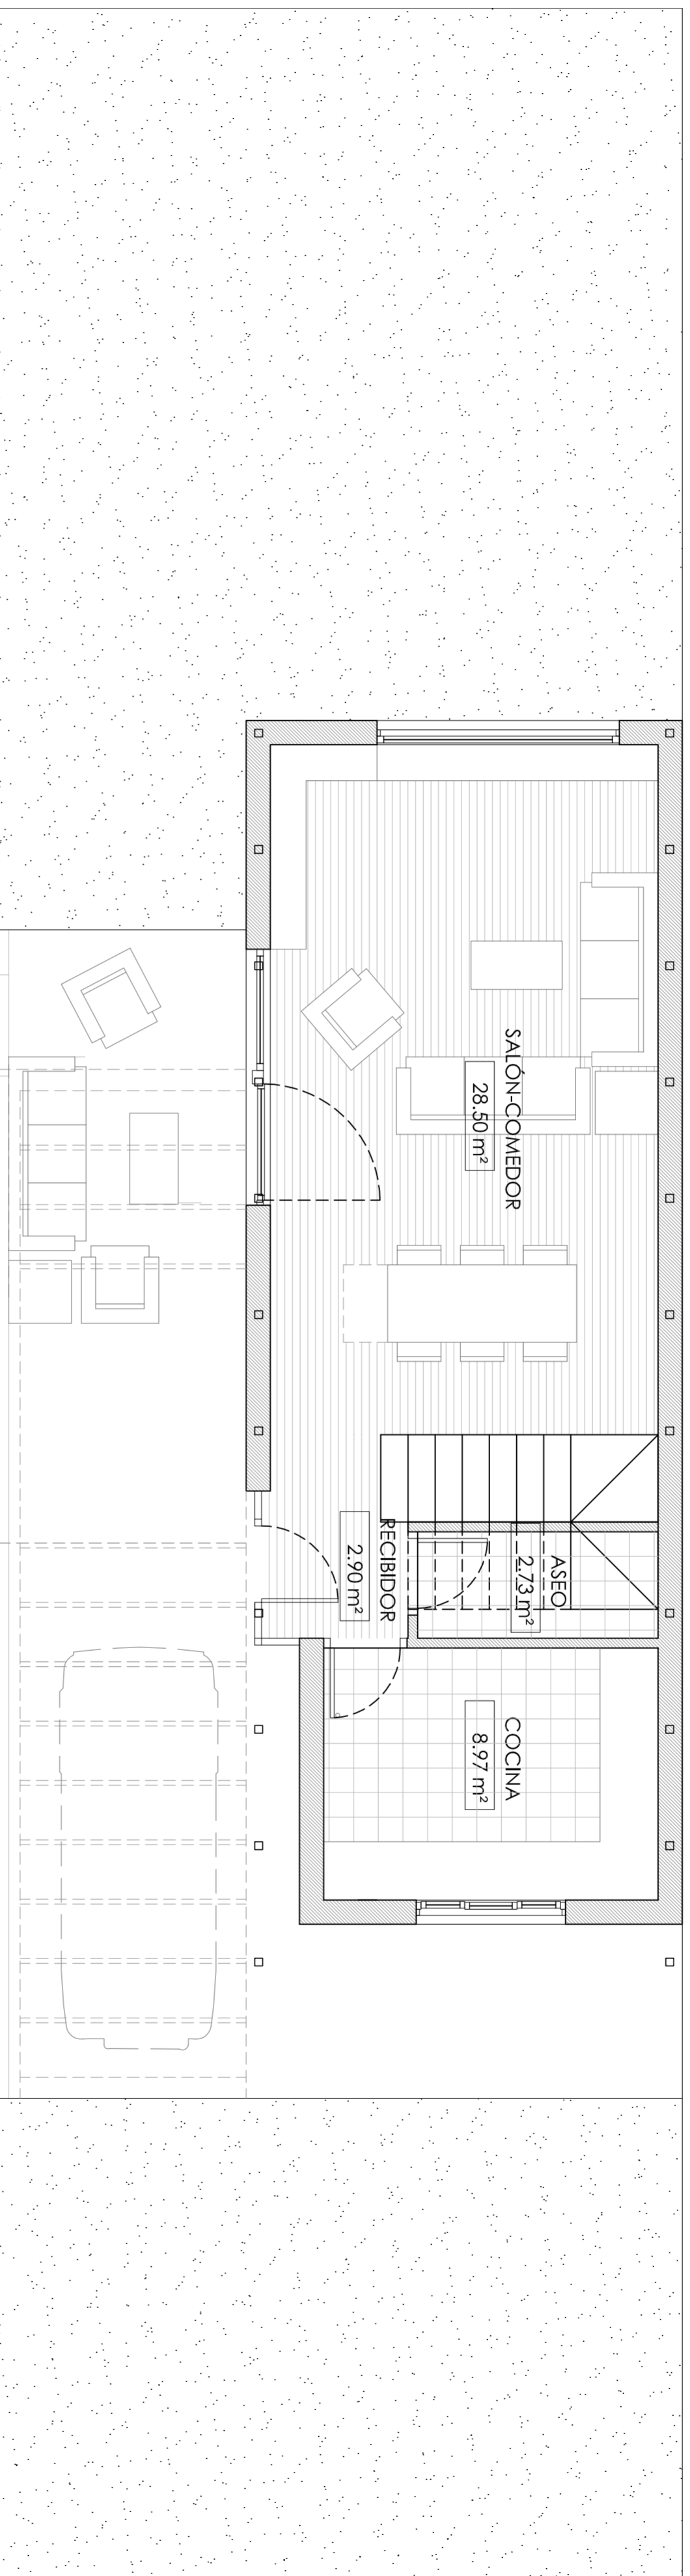 SALÓN-COMEDOR
28.50 m²
RECIBIDOR
2.90 m²
ASEO
2.73 m²
COCINA
8.97 m²